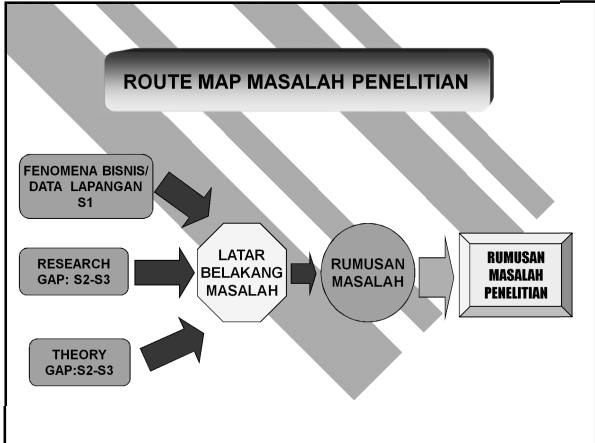 ROUTE MAP MASALAH PENELITIAN
FENOMENA BISNIS/
DATA LAPANGAN
S1
RESEARCH
GAP: S2-S3
THEORY
GAP:S2-S3
LATAR
BELAKANG
MASALAH
RUMUSAN
MASALAH
RUMUSAN
MASALAH
PENELITIAN